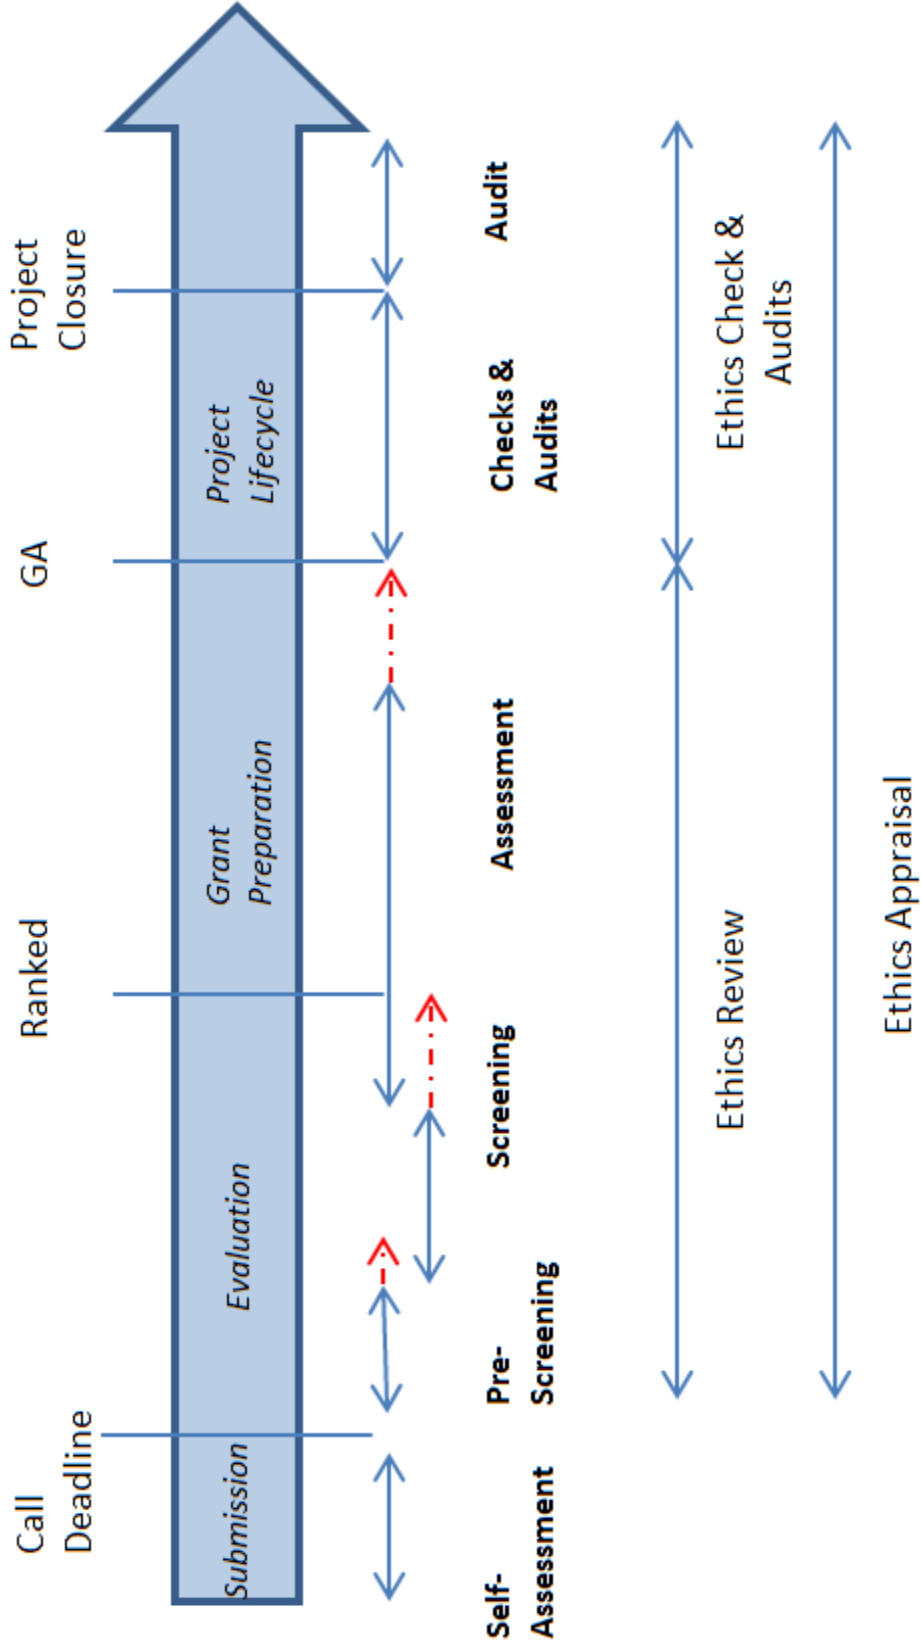 Call
Deadline
Ranked
GA
Project
Closure
Submission
Evaluation
Grant
Preparation
Project
Lifecycle
Self-
Assessment
Pre-
Screening
Screening
Assessment
Checks &
Audits
Audit
Ethics Review
Ethics Check &
Audits
Ethics Appraisal